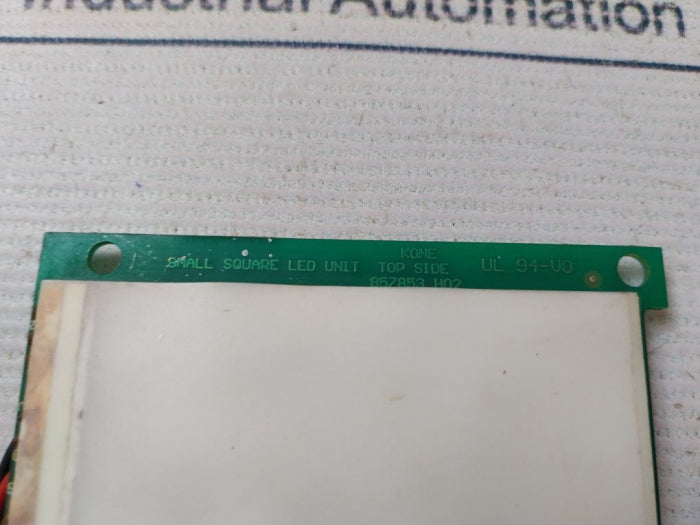 Industrial Automation
KONE
SMALL SQUARE LED UNIT TOP SIDE UL 94-V0
857853 H02